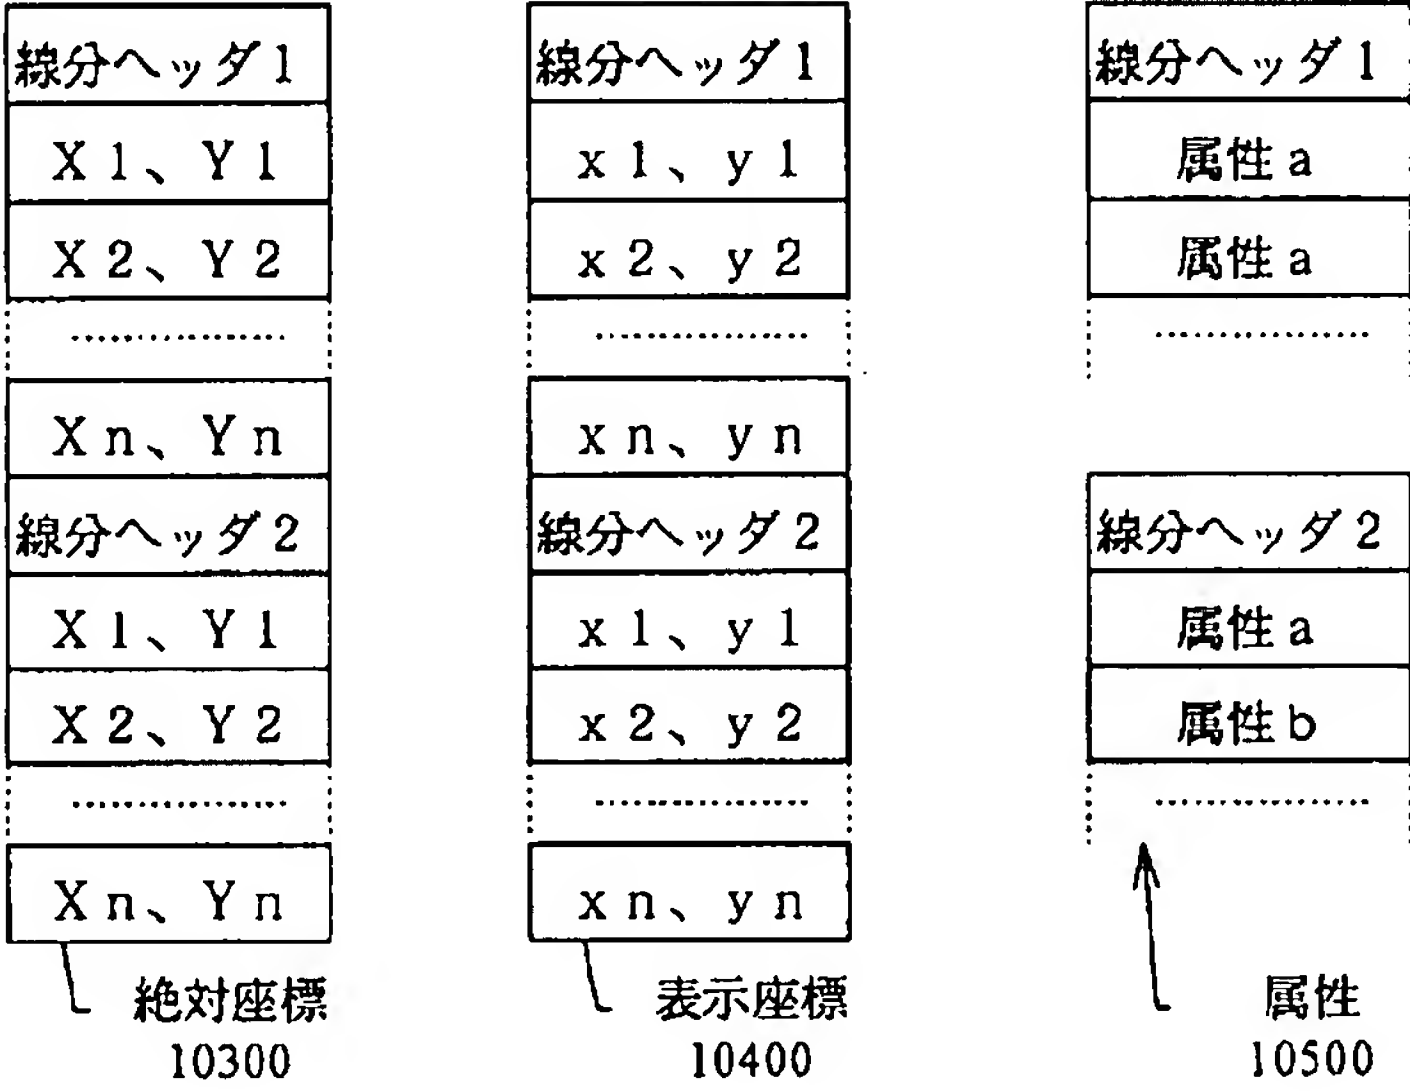 線分ヘッダ1
X1、Y1
X2、Y2
…………
Xn、Yn
線分ヘッダ2
X1、Y1
X2、Y2
…………
Xn、Yn
絶対座標
10300
線分ヘッダ1
x1、y1
x2、y2
…………
xn、yn
線分ヘッダ2
x1、y1
x2、y2
…………
xn、yn
表示座標
10400
線分ヘッダ1
属性a
属性a
…………
線分ヘッダ2
属性a
属性b
…………
属性
10500